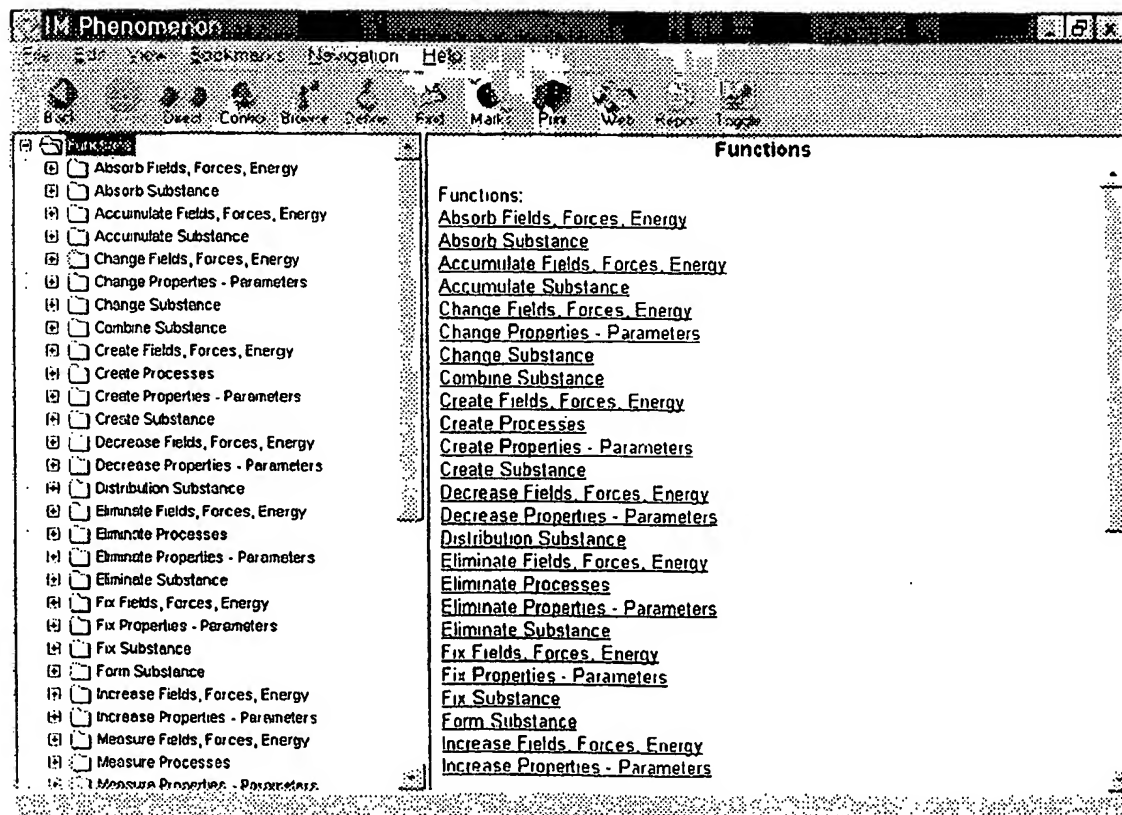 IM Phenomenon
File Edit View Bookmarks Navigation Help
Back Direct Control Browse Define Find Marks Print Web Report Toggle
Functions
Absorb Fields, Forces, Energy
Absorb Substance
Accumulate Fields, Forces, Energy
Accumulate Substance
Change Fields, Forces, Energy
Change Properties - Parameters
Change Substance
Combine Substance
Create Fields, Forces, Energy
Create Processes
Create Properties - Parameters
Create Substance
Decrease Fields, Forces, Energy
Decrease Properties - Parameters
Distribution Substance
Eliminate Fields, Forces, Energy
Eliminate Processes
Eliminate Properties - Parameters
Eliminate Substance
Fix Fields, Forces, Energy
Fix Properties - Parameters
Fix Substance
Form Substance
Increase Fields, Forces, Energy
Increase Properties - Parameters
Measure Fields, Forces, Energy
Measure Processes
Measure Properties - Parameters
Functions
Functions:
Absorb Fields, Forces, Energy
Absorb Substance
Accumulate Fields, Forces, Energy
Accumulate Substance
Change Fields, Forces, Energy
Change Properties - Parameters
Change Substance
Combine Substance
Create Fields, Forces, Energy
Create Processes
Create Properties - Parameters
Create Substance
Decrease Fields, Forces, Energy
Decrease Properties - Parameters
Distribution Substance
Eliminate Fields, Forces, Energy
Eliminate Processes
Eliminate Properties - Parameters
Eliminate Substance
Fix Fields, Forces, Energy
Fix Properties - Parameters
Fix Substance
Form Substance
Increase Fields, Forces, Energy
Increase Properties - Parameters